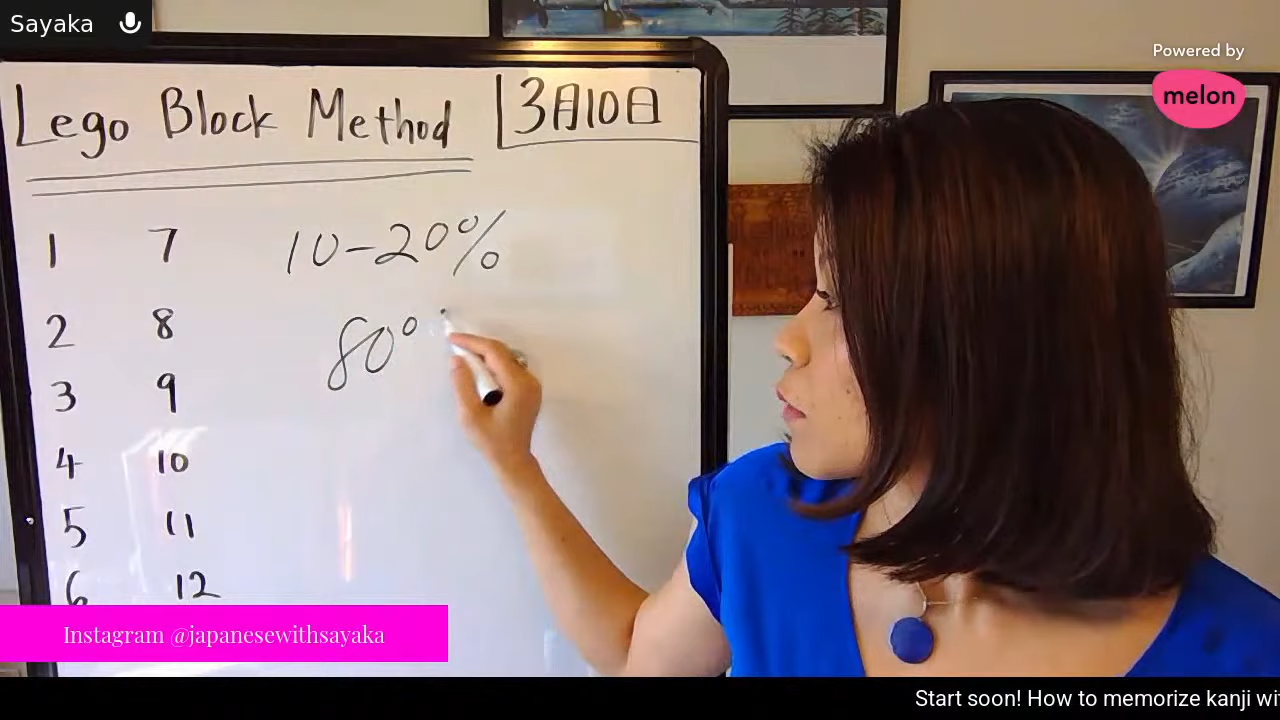 Sayaka
Powered by
melon
Lego Block Method
3月10日
1 7 10-20%
2 8 80°
3 9
4 10
5 11
6 12
Instagram @japanesewithsayaka
Start soon! How to memorize kanji wi